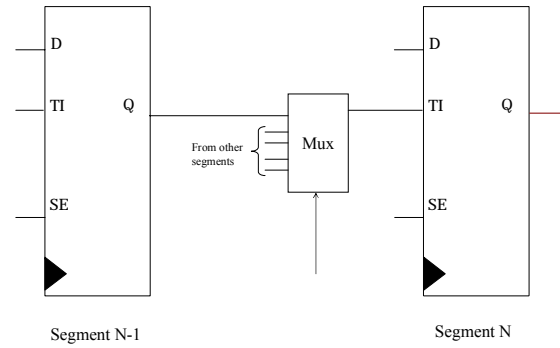 D
TI
Q
SE
From other
segments
Mux
D
TI
Q
SE
Segment N-1
Segment N